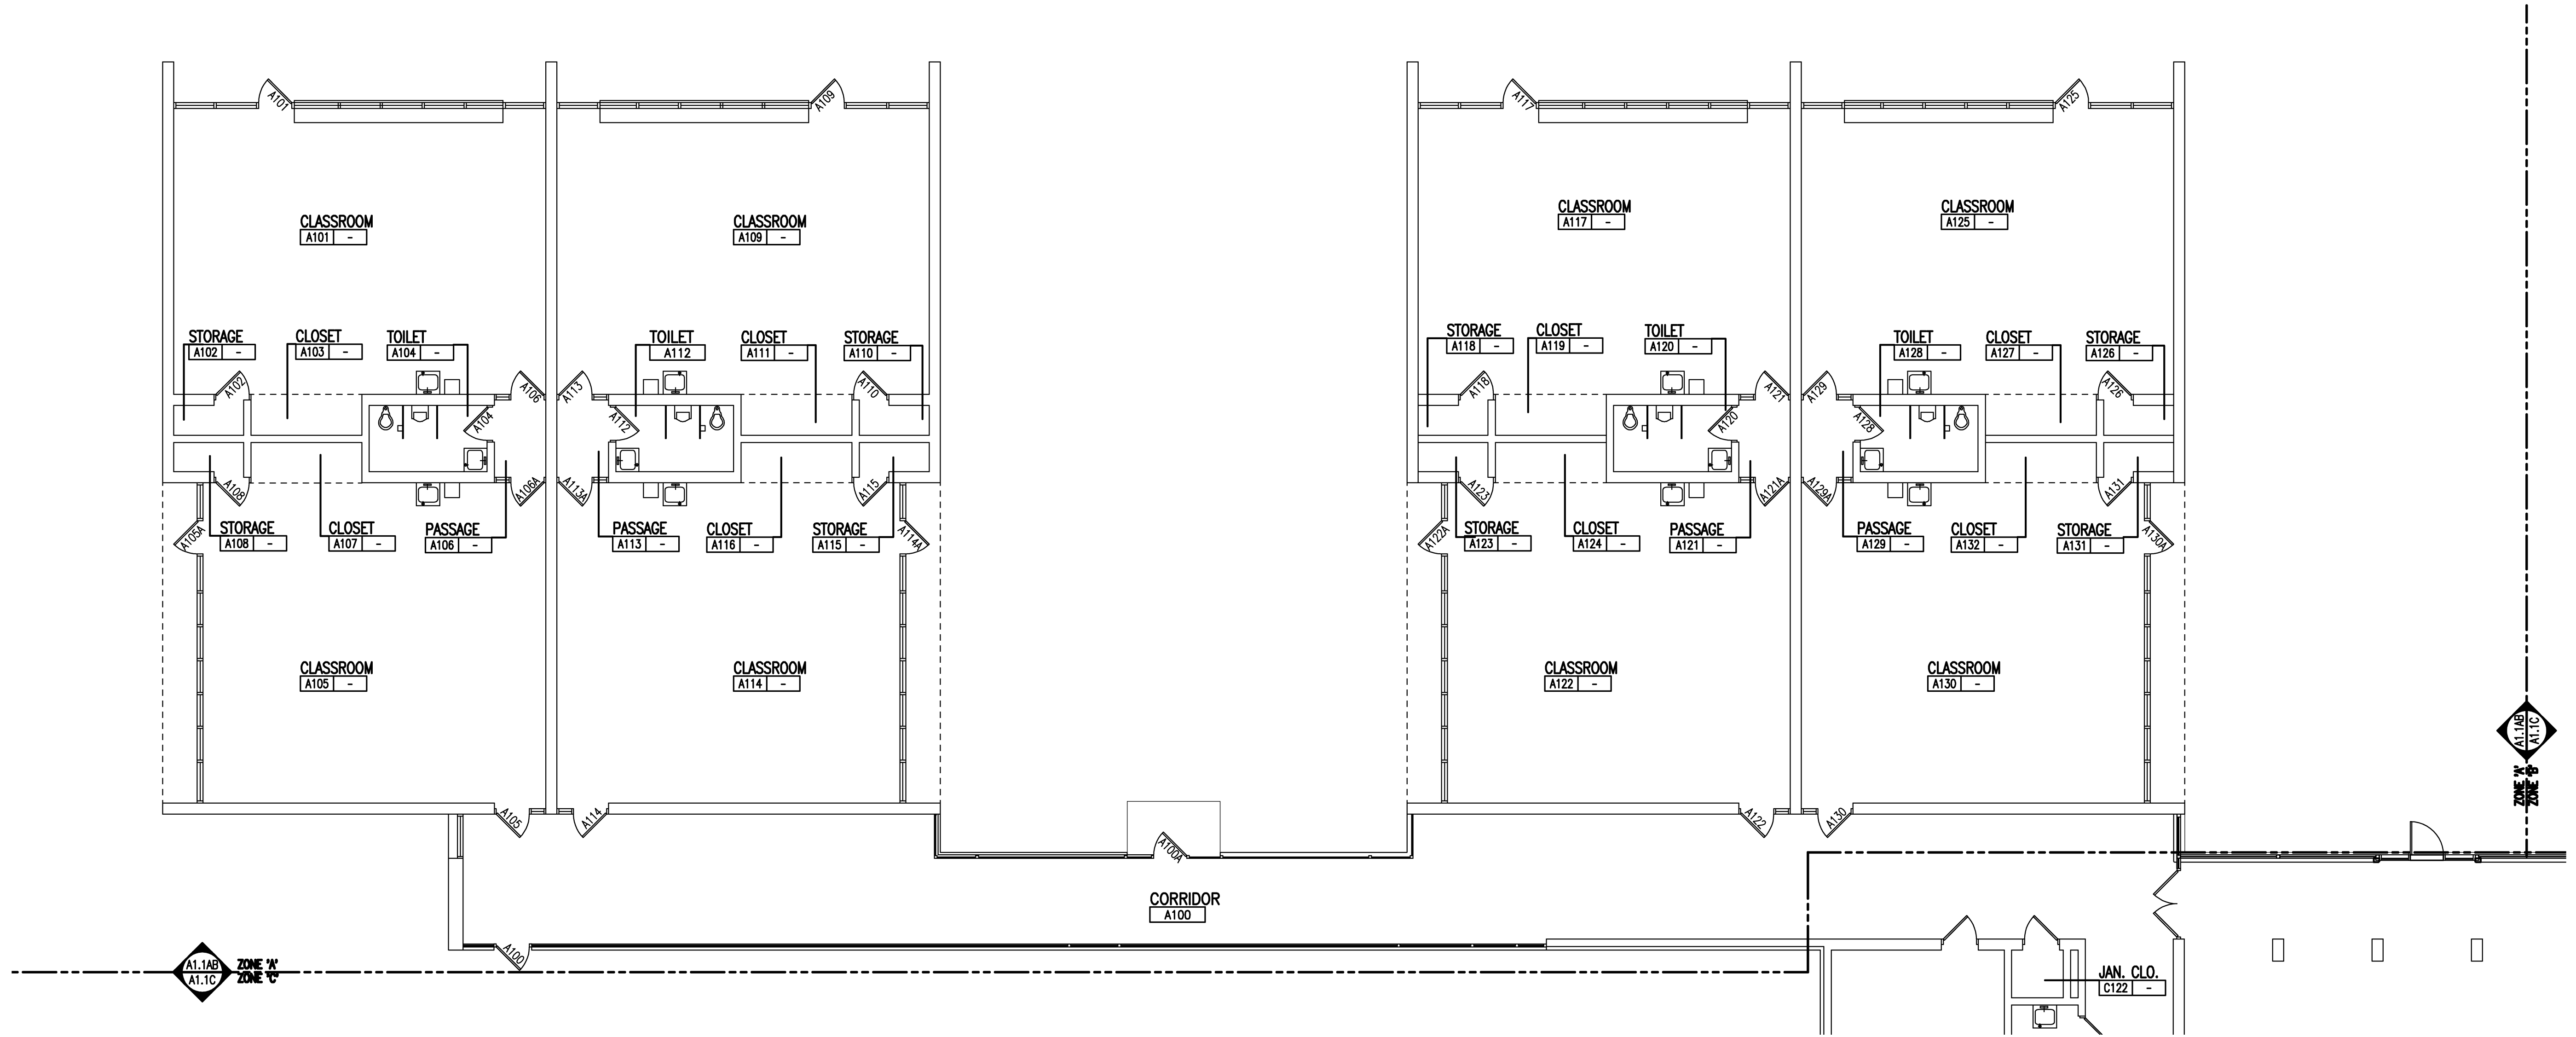 A101
A109
A117
A125
CLASSROOM
A101 -
CLASSROOM
A109 -
CLASSROOM
A117 -
CLASSROOM
A125 -
STORAGE
A102 -
CLOSET
A103 -
TOILET
A104 -
TOILET
A112
CLOSET
A111 -
STORAGE
A110 -
STORAGE
A118 -
CLOSET
A119 -
TOILET
A120 -
TOILET
A128 -
CLOSET
A127 -
STORAGE
A126 -
A102
A106
A113
A110
A118
A121
A129
A126
A104
A112
A120
A128
A108
A106A
A113A
A115
A123
A121A
A129A
A131
A105A
STORAGE
A108 -
CLOSET
A107 -
PASSAGE
A106 -
PASSAGE
A113 -
CLOSET
A116 -
STORAGE
A115 -
A114A
A122A
STORAGE
A123 -
CLOSET
A124 -
PASSAGE
A121 -
PASSAGE
A129 -
CLOSET
A132 -
STORAGE
A131 -
A130A
CLASSROOM
A105 -
CLASSROOM
A114 -
CLASSROOM
A122 -
CLASSROOM
A130 -
A1.1AB
A1.1C
ZONE 'A'
ZONE 'B'
A105
A114
A122
A130
A100A
CORRIDOR
A100
A100
A1.1AB
A1.1C
ZONE 'A'
ZONE 'C'
JAN. CLO.
C122 -